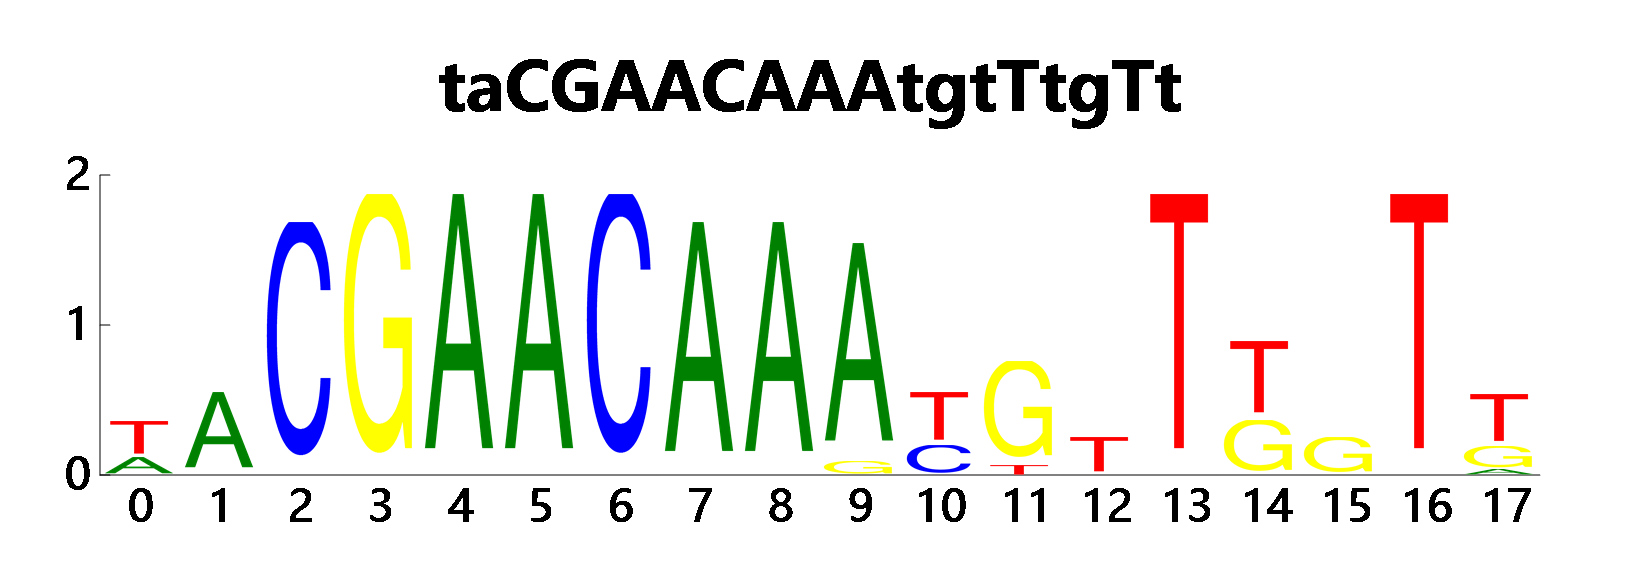 taCGAACAAAtgtTtgTt
2
1
0
T A C G A A C A A A G T C G T T T T G G T T G A
0 1 2 3 4 5 6 7 8 9 10 11 12 13 14 15 16 17